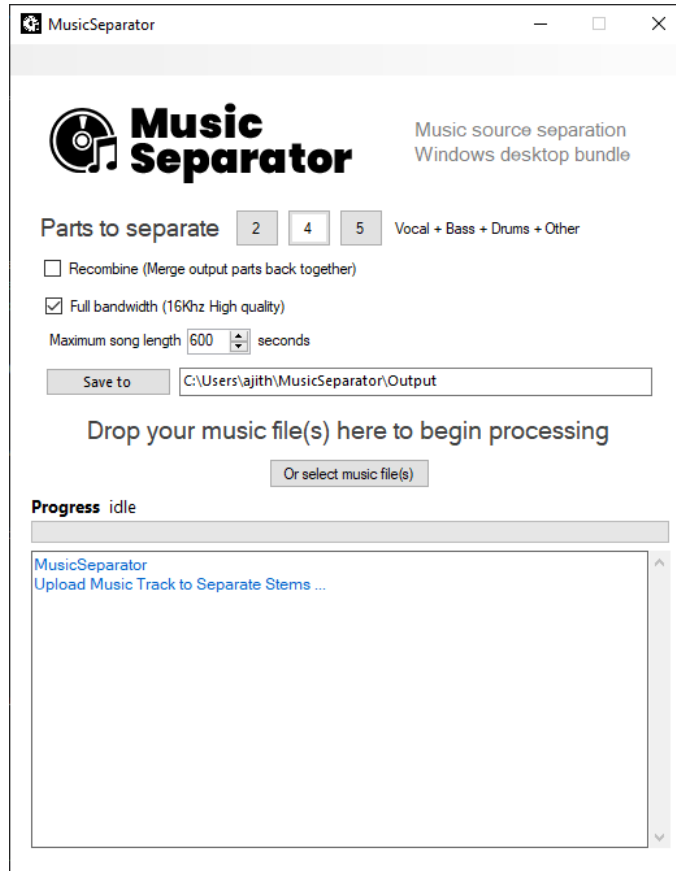 MusicSeparator
Music
Separator
Music source separation
Windows desktop bundle
Parts to separate 2 4 5 Vocal + Bass + Drums + Other
Recombine (Merge output parts back together)
Full bandwidth (16Khz High quality)
Maximum song length 600 seconds
Save to C:\Users\ajith\MusicSeparator\Output
Drop your music file(s) here to begin processing
Or select music file(s)
Progress idle
MusicSeparator
Upload Music Track to Separate Stems ...